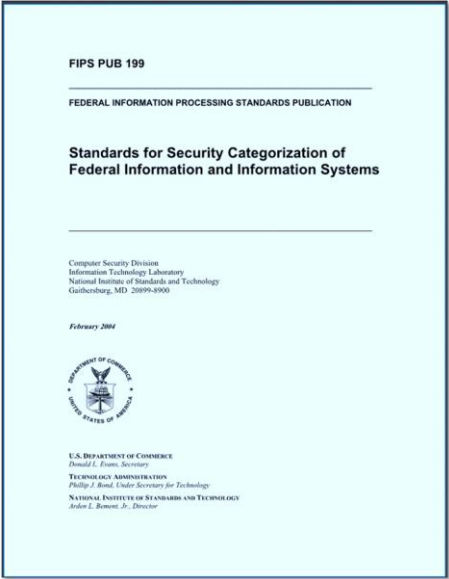 FIPS PUB 199
FEDERAL INFORMATION PROCESSING STANDARDS PUBLICATION
Standards for Security Categorization of
Federal Information and Information Systems
Computer Security Division
Information Technology Laboratory
National Institute of Standards and Technology
Gaithersburg, MD 20899-8900
February 2004
DEPARTMENT OF COMMERCE
UNITED STATES OF AMERICA
U.S. DEPARTMENT OF COMMERCE
Donald L. Evans, Secretary
TECHNOLOGY ADMINISTRATION
Phillip J. Bond, Under Secretary for Technology
NATIONAL INSTITUTE OF STANDARDS AND TECHNOLOGY
Arden L. Bement, Jr., Director